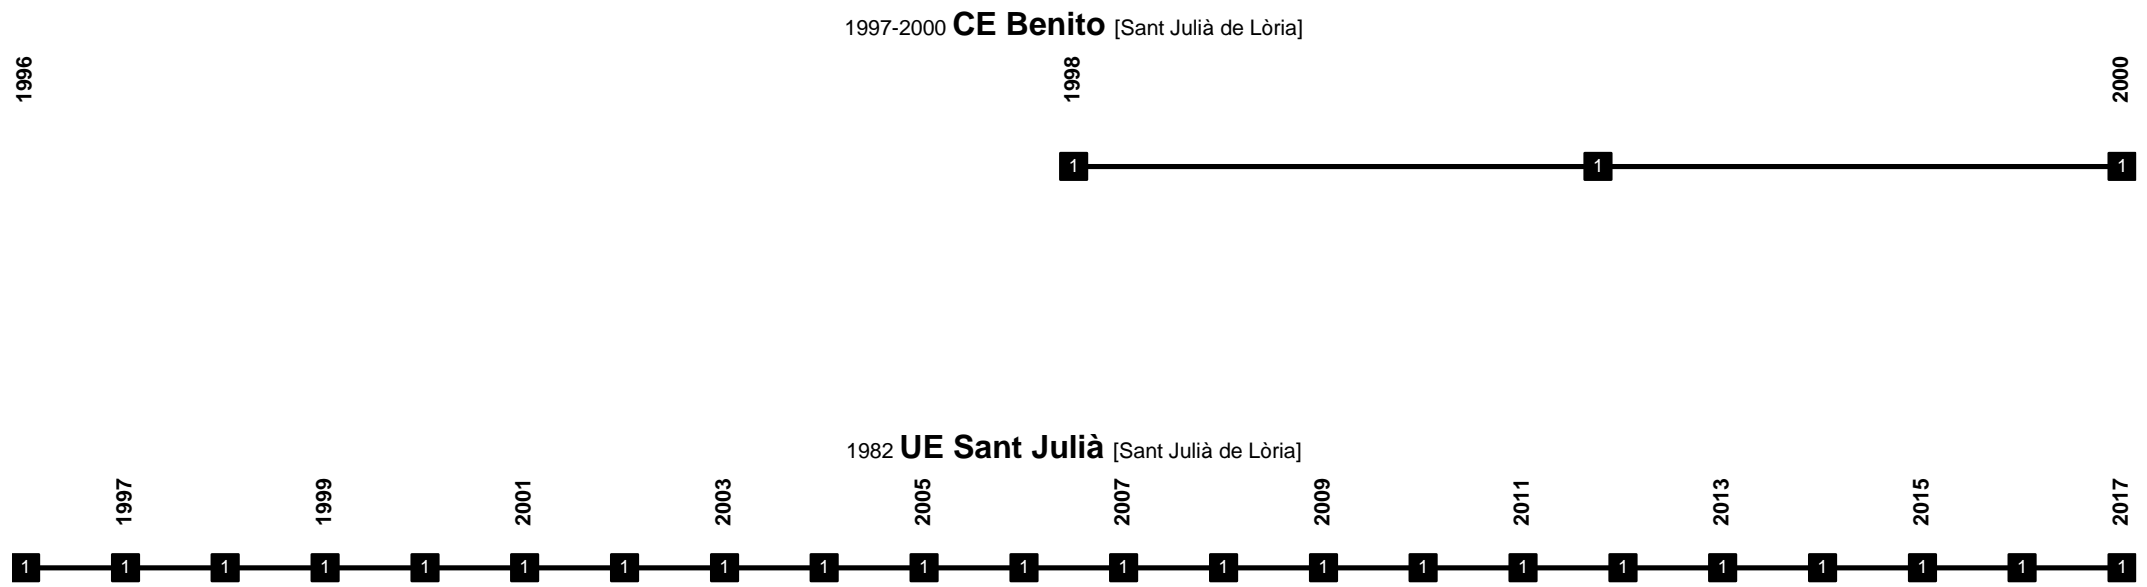 1997-2000 CE Benito [Sant Julià de Lòria]
1996 1998 2000
1 1 1
1982 UE Sant Julià [Sant Julià de Lòria]
1997 1999 2001 2003 2005 2007 2009 2011 2013 2015 2017
1 1 1 1 1 1 1 1 1 1 1 1 1 1 1 1 1 1 1 1 1 1